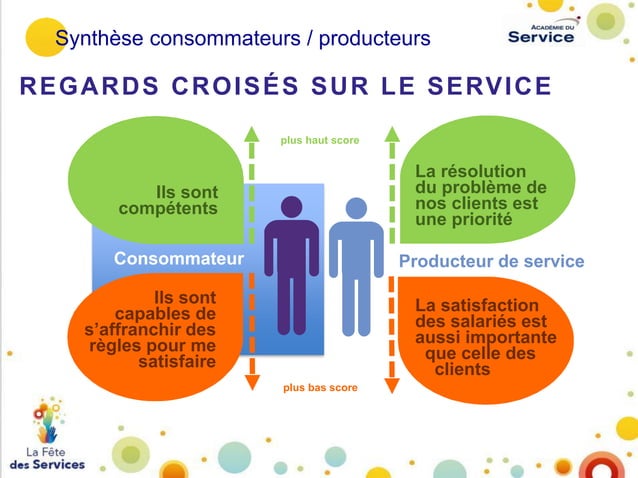 Synthèse consommateurs / producteurs
ACADÉMIE DU
Service
REGARDS CROISÉS SUR LE SERVICE
plus haut score
Ils sont
compétents
La résolution
du problème de
nos clients est
une priorité
Consommateur
Producteur de service
Ils sont
capables de
s’affranchir des
règles pour me
satisfaire
La satisfaction
des salariés est
aussi importante
que celle des
clients
plus bas score
La Fête
des Services